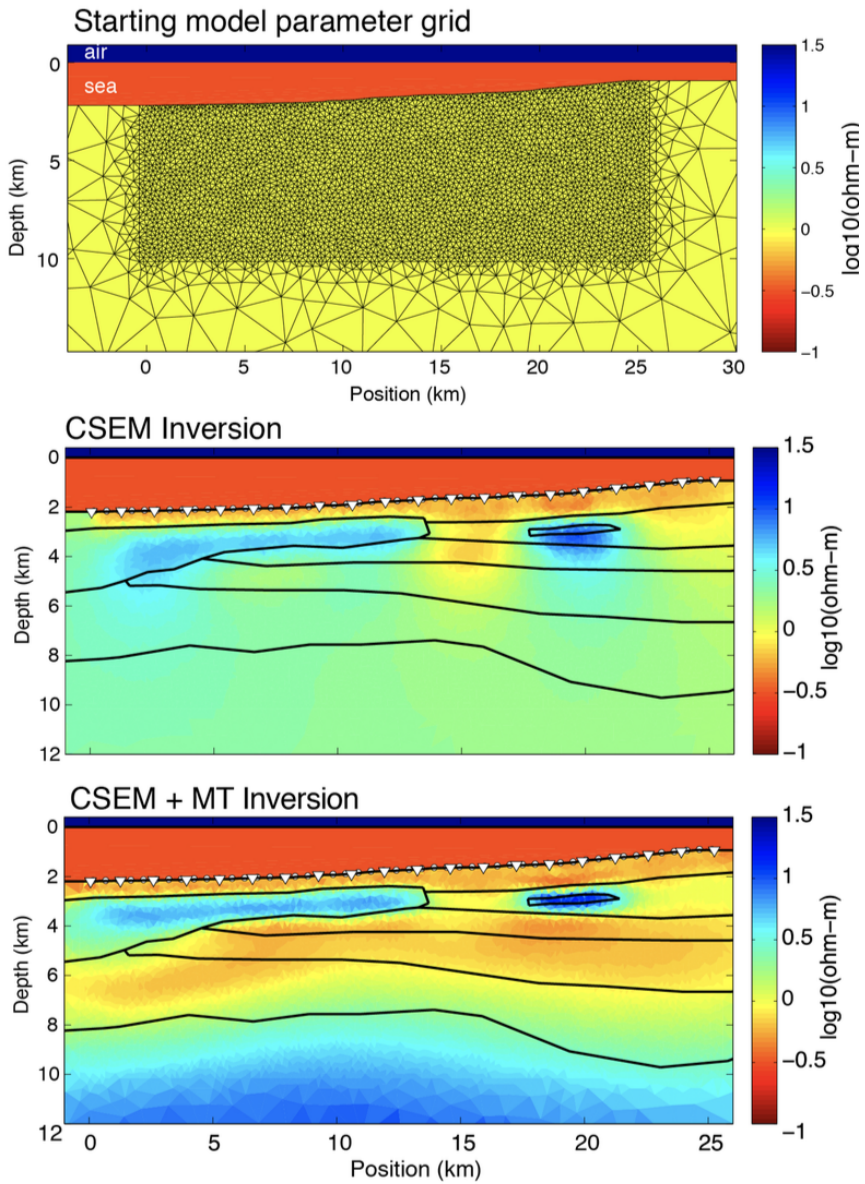 Starting model parameter grid
air
sea
0
5
10
Depth (km)
0 5 10 15 20 25 30
Position (km)
1.5
1
0.5
0
−0.5
−1
log10(ohm−m)
CSEM Inversion
0
2
4
6
8
10
12
Depth (km)
1.5
1
0.5
0
−0.5
−1
log10(ohm−m)
CSEM + MT Inversion
0
2
4
6
8
10
12
Depth (km)
0 5 10 15 20 25
Position (km)
1.5
1
0.5
0
−0.5
−1
log10(ohm−m)